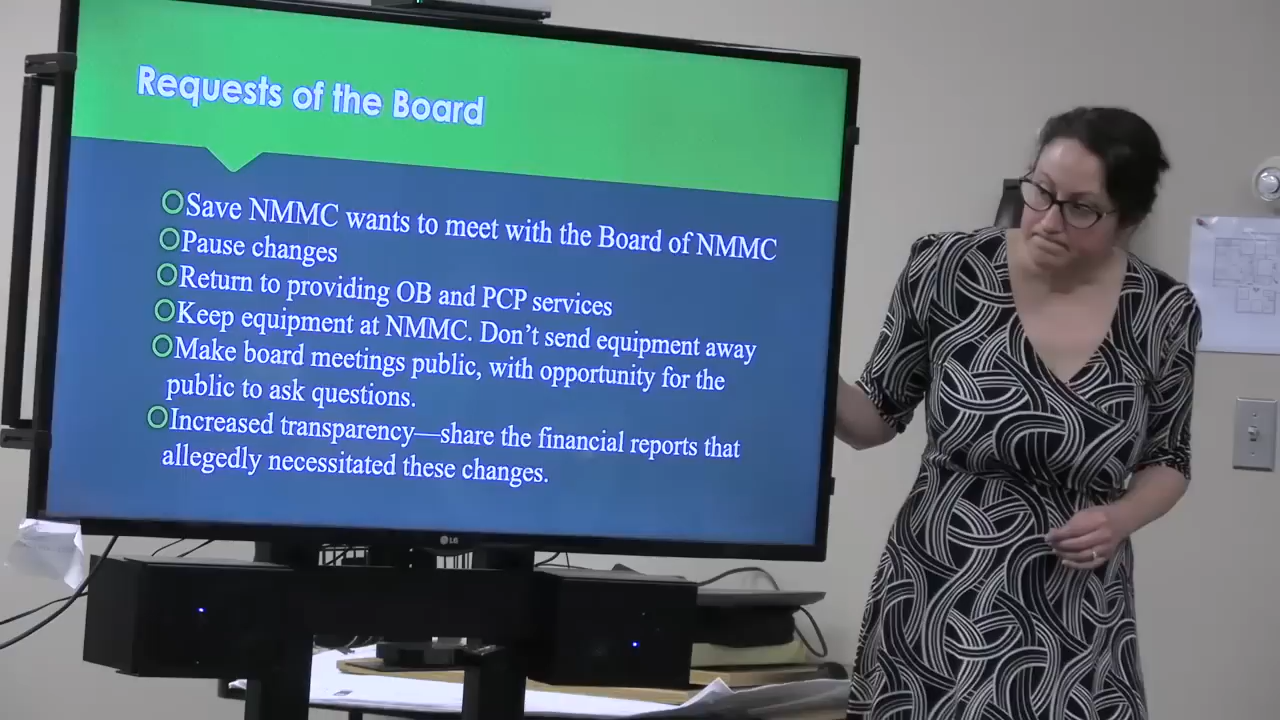 Requests of the Board
Save NMMC wants to meet with the Board of NMMC
Pause changes
Return to providing OB and PCP services
Keep equipment at NMMC. Don't send equipment away
Make board meetings public, with opportunity for the
public to ask questions.
Increased transparency—share the financial reports that
allegedly necessitated these changes.
LG